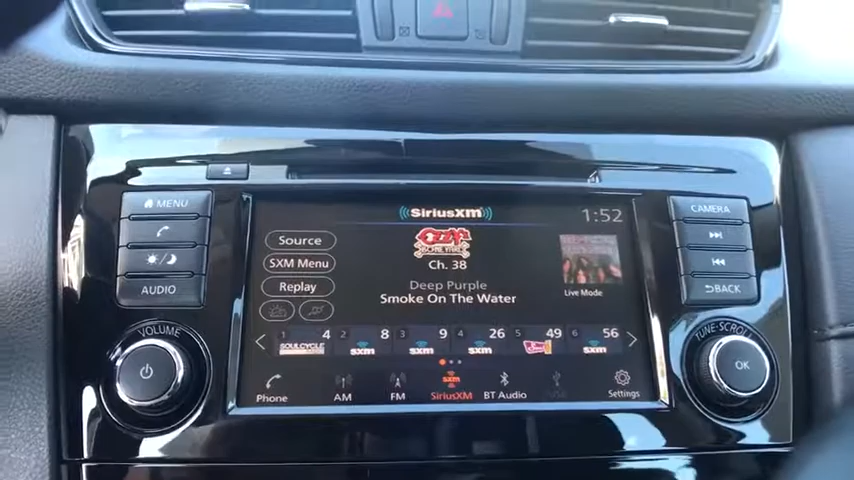 MENU
AUDIO
VOLUME
SiriusXM
1:52
Source
SXM Menu
Replay
OZZY'S
Ch. 38
Deep Purple
Smoke On The Water
Live Mode
1 4 2 8 3 9 4 26 5 49 6 56
SOULCYCLE sxm sxm sxm sxm
Phone AM FM SiriusXM BT Audio Settings
CAMERA
BACK
TUNE·SCROLL
OK